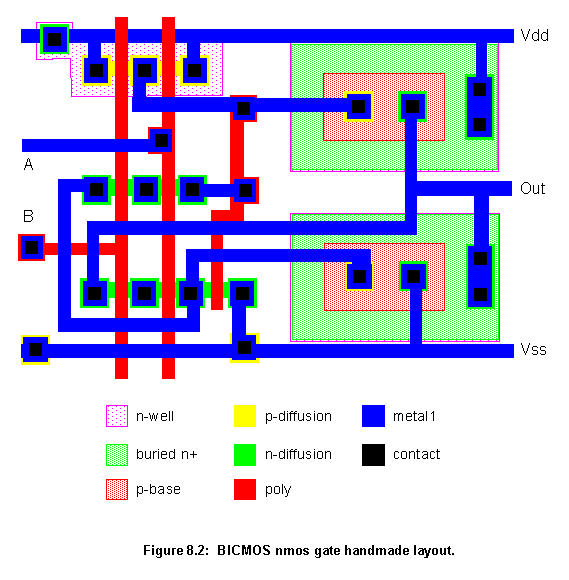 Vdd
A
B
Out
Vss
n-well
p-diffusion
metal1
buried n+
n-diffusion
contact
p-base
poly
Figure 8.2: BICMOS nmos gate handmade layout.